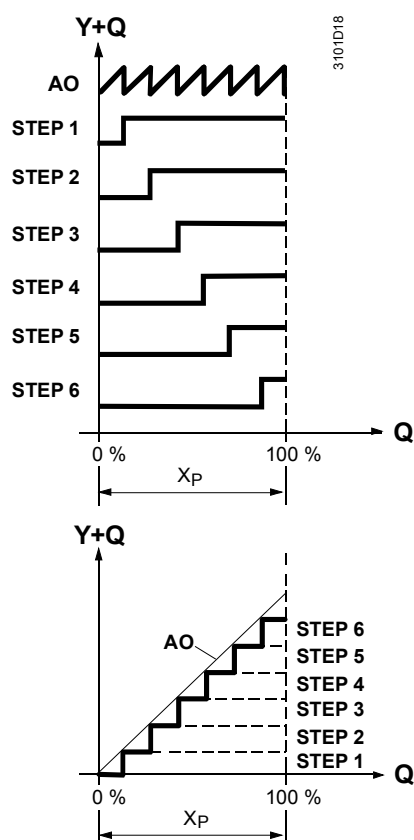 Y+Q
3101D18
AO
STEP 1
STEP 2
STEP 3
STEP 4
STEP 5
STEP 6
Q
0 %
100 %
XP
Y+Q
AO
STEP 6
STEP 5
STEP 4
STEP 3
STEP 2
STEP 1
Q
0 %
100 %
XP